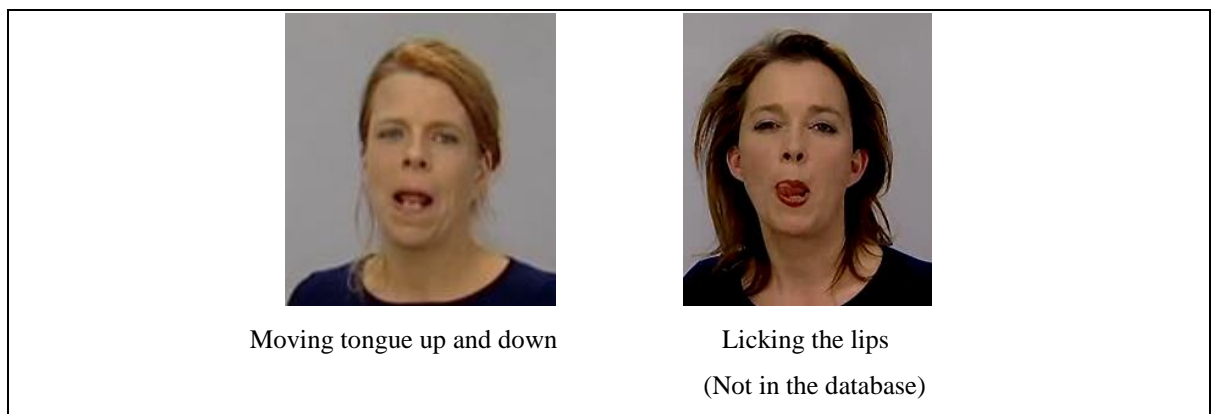 Moving tongue up and down
Licking the lips
(Not in the database)